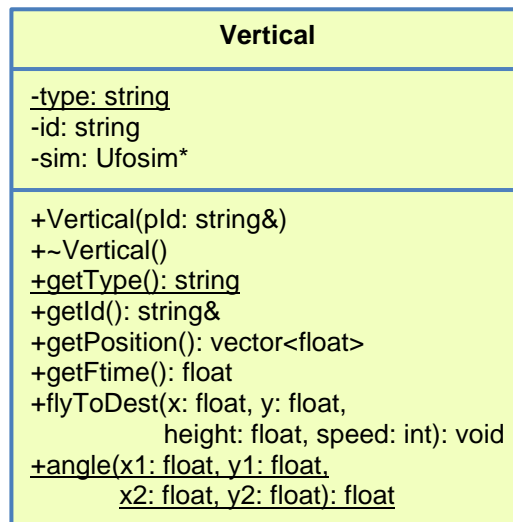 Vertical
-type: string
-id: string
-sim: Ufosim*
+Vertical(pId: string&)
+~Vertical()
+getType(): string
+getId(): string&
+getPosition(): vector<float>
+getFtime(): float
+flyToDest(x: float, y: float,
height: float, speed: int): void
+angle(x1: float, y1: float,
x2: float, y2: float): float